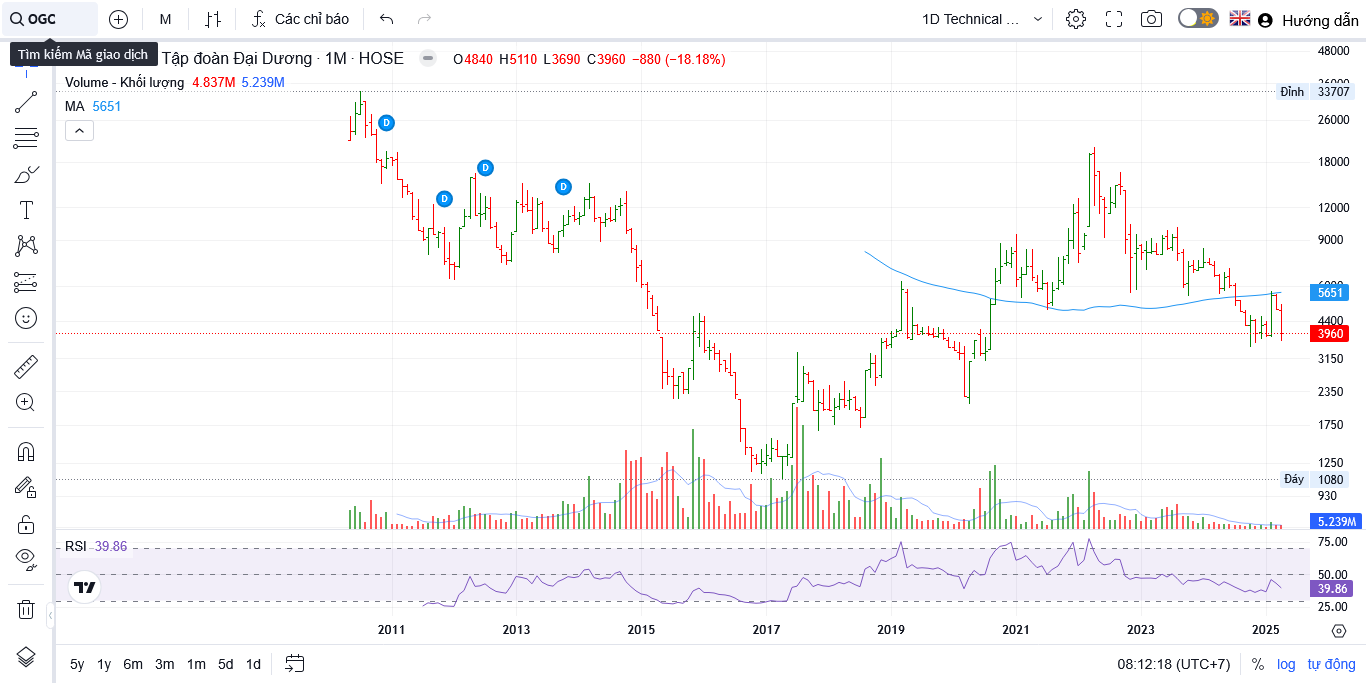 OGC
M
Các chỉ báo
1D Technical ...
Hướng dẫn
Tìm kiếm Mã giao dịch
Tập đoàn Đại Dương · 1M · HOSE
O4840 H5110 L3690 C3960 −880 (−18.18%)
Volume - Khối lượng 4.837M 5.239M
MA 5651
48000
Đỉnh 33707
26000
18000
12000
9000
5651
4400
3960
3150
2350
1750
1250
Đáy 1080
930
5.239M
D
D
D
D
RSI 39.86
75.00
50.00
39.86
25.00
2011 2013 2015 2017 2019 2021 2023 2025
5y 1y 6m 3m 1m 5d 1d
08:12:18 (UTC+7) % log tự động